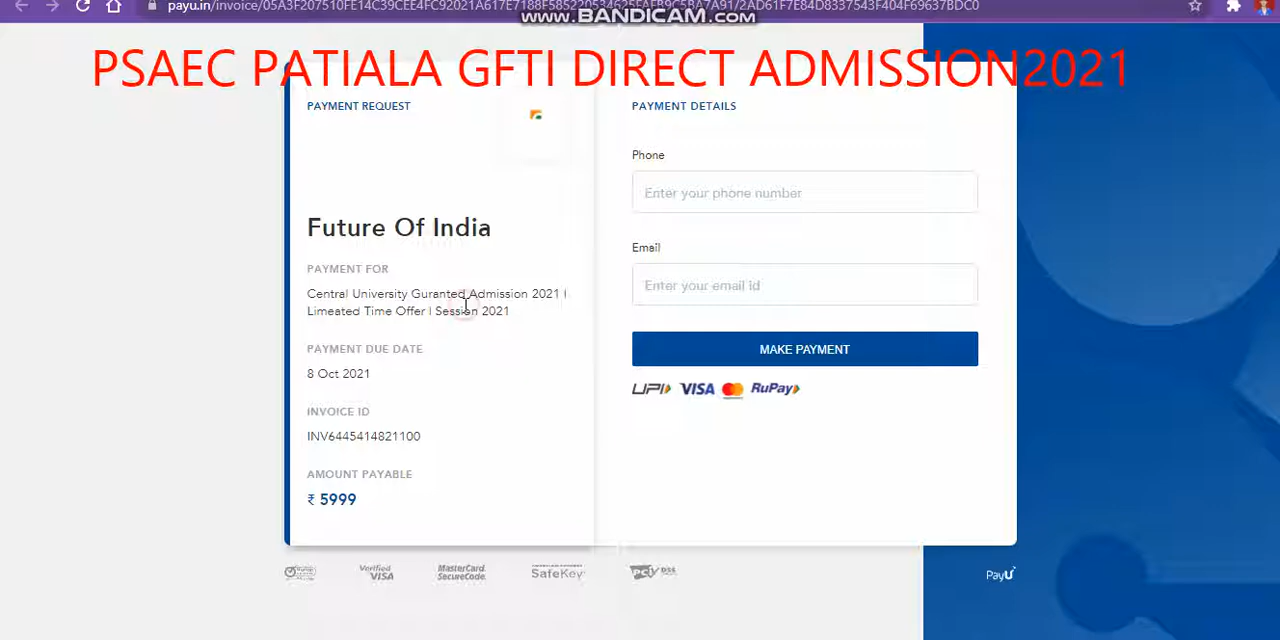 payu.in/invoice/05A3F207510FE14C39CEE4FC92021A617E7188F585220534625FAFB9C5BA7A91/2AD61F7E84D8337543F404F69637BDC0
www.BANDICAM.com
PSAEC PATIALA GFTI DIRECT ADMISSION2021
PAYMENT REQUEST
Future Of India
PAYMENT FOR
Central University Guranted Admission 2021 |
Limeated Time Offer | Session 2021
PAYMENT DUE DATE
8 Oct 2021
INVOICE ID
INV6445414821100
AMOUNT PAYABLE
₹ 5999
PAYMENT DETAILS
Phone
Enter your phone number
Email
Enter your email id
MAKE PAYMENT
UPI VISA RuPay
Verified VISA
MasterCard. SecureCode.
SafeKey
PCI DSS
PayU